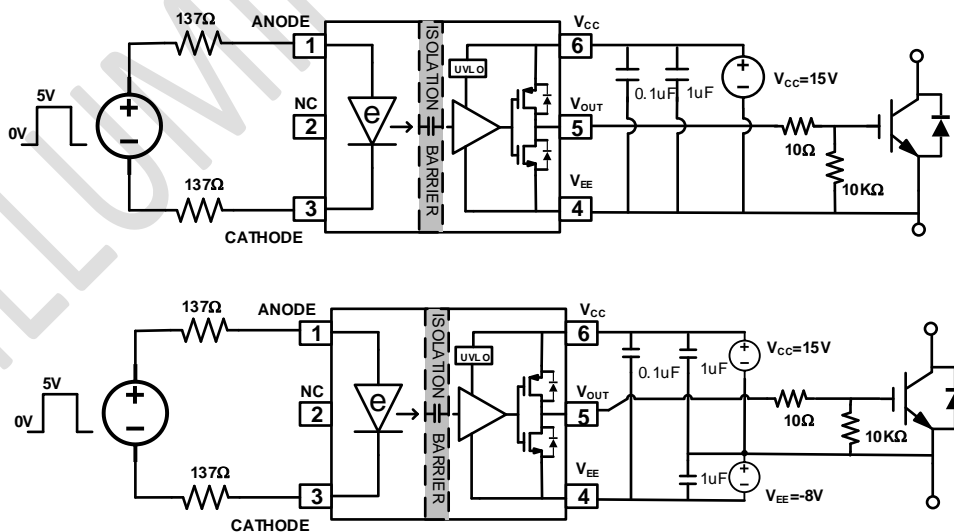 137Ω
ANODE
VCC
5V
0V
1
6
UVLO
0.1uF
1uF
VCC=15V
NC
2
e
ISOLATION BARRIER
VOUT
5
10Ω
10KΩ
137Ω
3
CATHODE
VEE
4
137Ω
ANODE
VCC
5V
0V
1
6
UVLO
0.1uF
1uF
VCC=15V
NC
2
e
ISOLATION BARRIER
VOUT
5
10Ω
10KΩ
137Ω
3
CATHODE
VEE
4
1uF
VEE=-8V